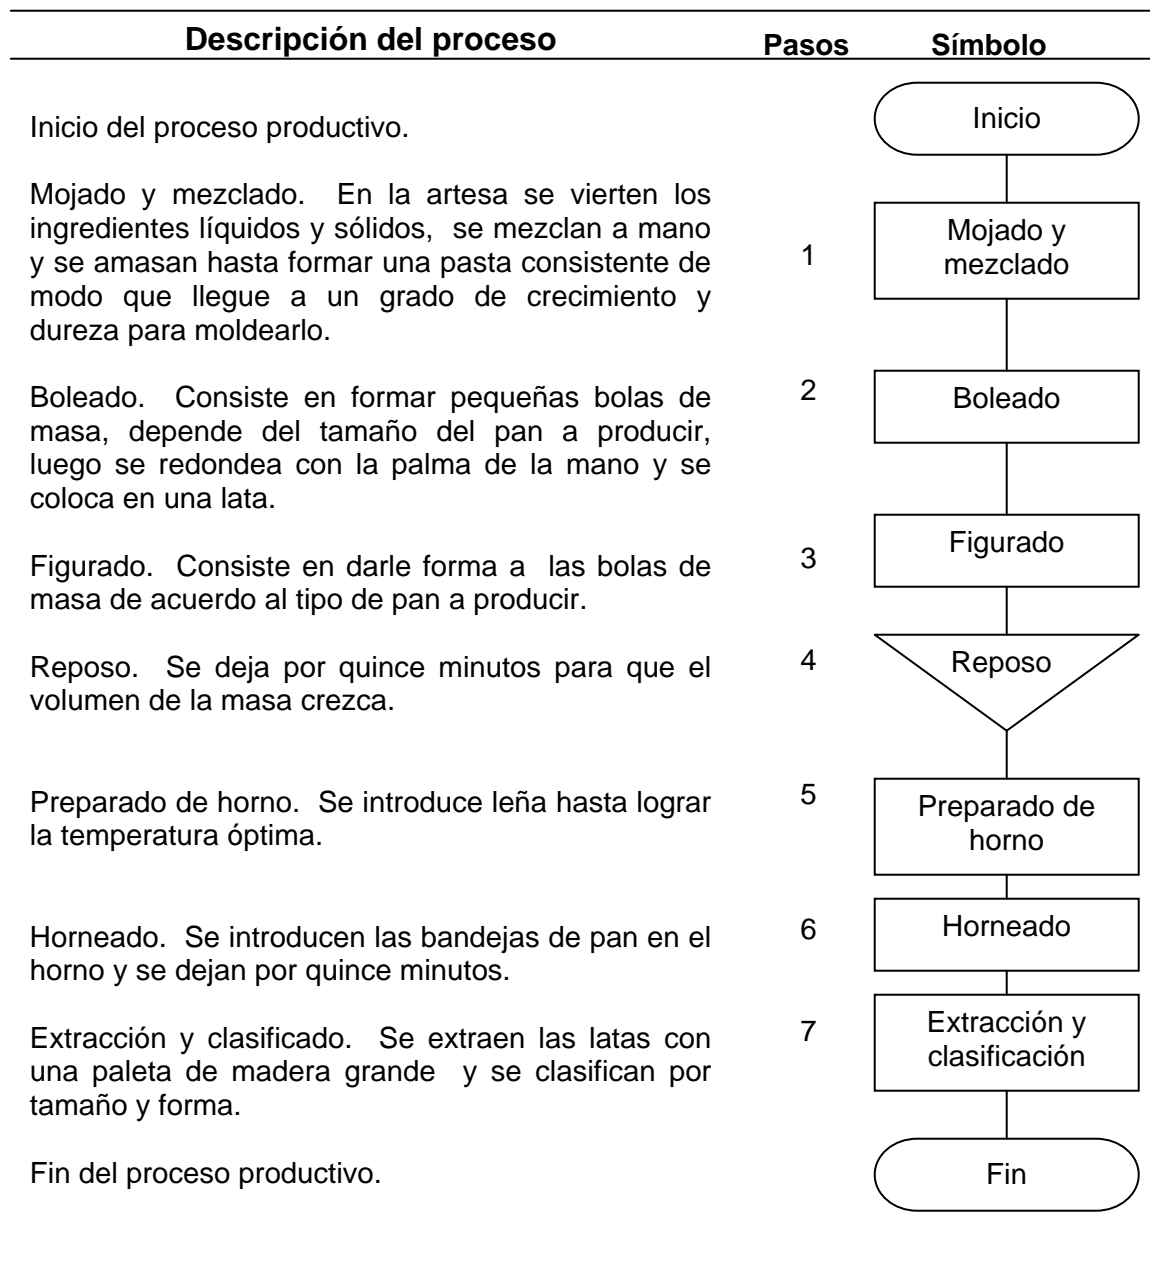 Descripción del proceso Pasos Símbolo
Inicio del proceso productivo.
Inicio
Mojado y mezclado. En la artesa se vierten los
ingredientes líquidos y sólidos, se mezclan a mano
y se amasan hasta formar una pasta consistente de
modo que llegue a un grado de crecimiento y
dureza para moldearlo.
1
Mojado y
mezclado
Boleado. Consiste en formar pequeñas bolas de
masa, depende del tamaño del pan a producir,
luego se redondea con la palma de la mano y se
coloca en una lata.
2
Boleado
Figurado. Consiste en darle forma a las bolas de
masa de acuerdo al tipo de pan a producir.
3
Figurado
Reposo. Se deja por quince minutos para que el
volumen de la masa crezca.
4
Reposo
Preparado de horno. Se introduce leña hasta lograr
la temperatura óptima.
5
Preparado de
horno
Horneado. Se introducen las bandejas de pan en el
horno y se dejan por quince minutos.
6
Horneado
Extracción y clasificado. Se extraen las latas con
una paleta de madera grande y se clasifican por
tamaño y forma.
7
Extracción y
clasificación
Fin del proceso productivo.
Fin